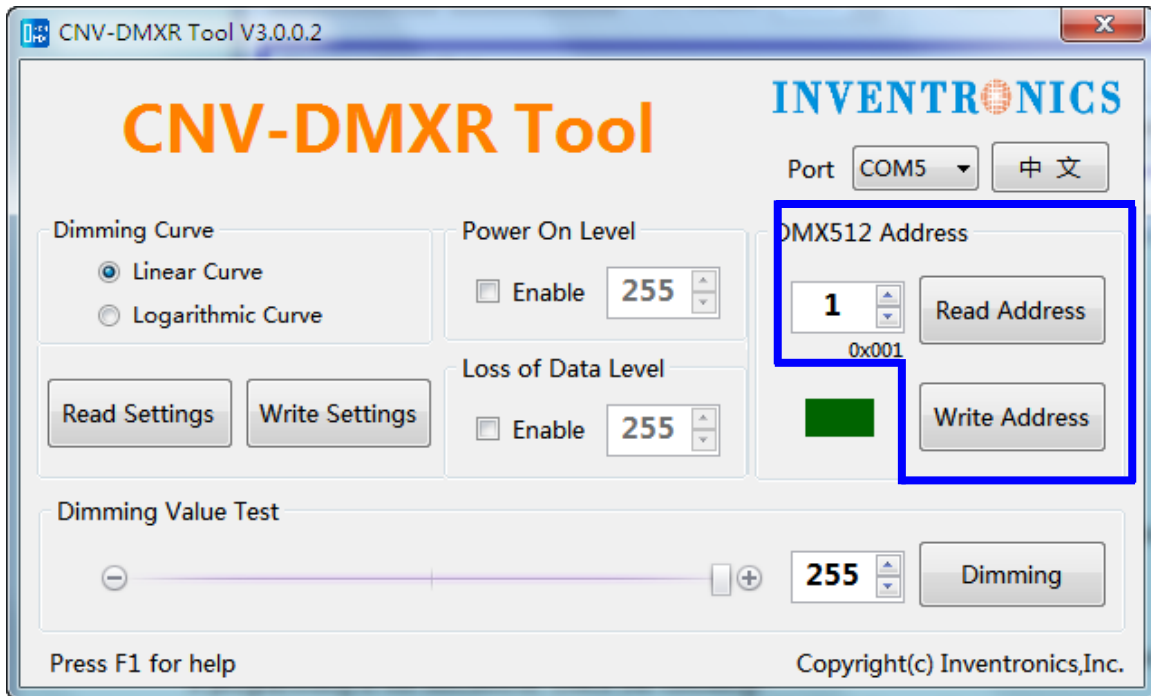 CNV-DMXR Tool V3.0.0.2
CNV-DMXR Tool
INVENTRONICS
Port COM5 中 文
Dimming Curve
Linear Curve
Logarithmic Curve
Read Settings Write Settings
Power On Level
Enable 255
Loss of Data Level
Enable 255
DMX512 Address
1 Read Address
0x001
Write Address
Dimming Value Test
255 Dimming
Press F1 for help Copyright(c) Inventronics,Inc.